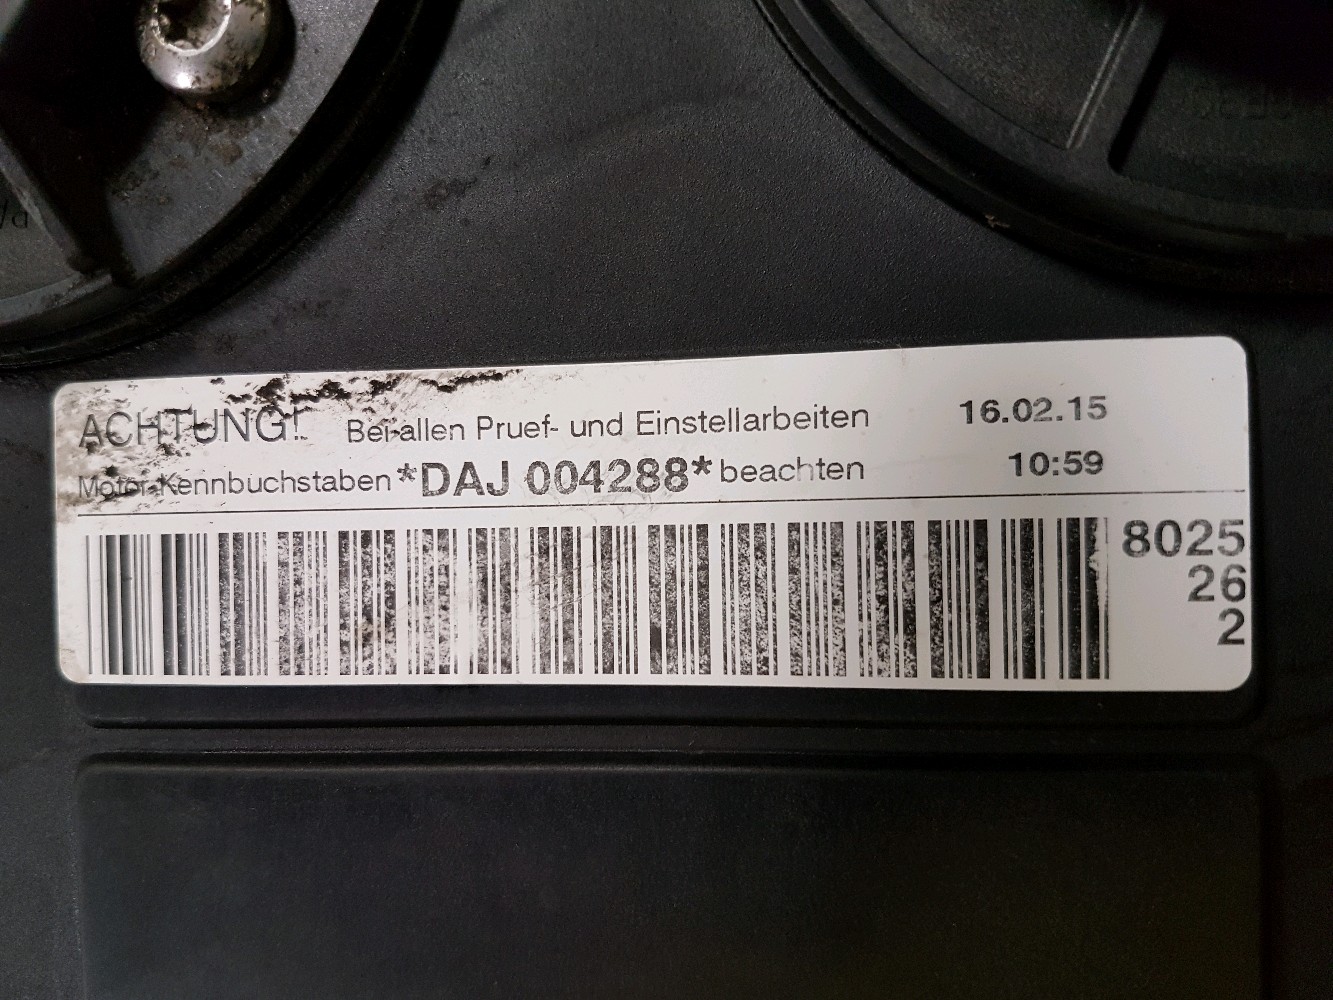 ACHTUNG! Bei allen Pruef- und Einstellarbeiten 16.02.15
Motor-Kennbuchstaben *DAJ 004288* beachten 10:59
8025
26
2